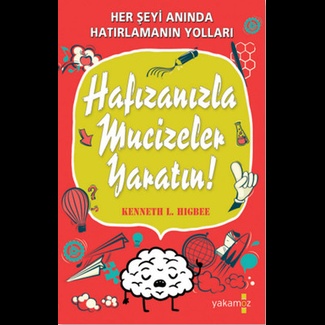 HER ŞEYİ ANINDA
HATIRLAMANIN YOLLARI
Hafızanızla
Mucizeler
Yaratın!
KENNETH L. HIGBEE
yakamoz